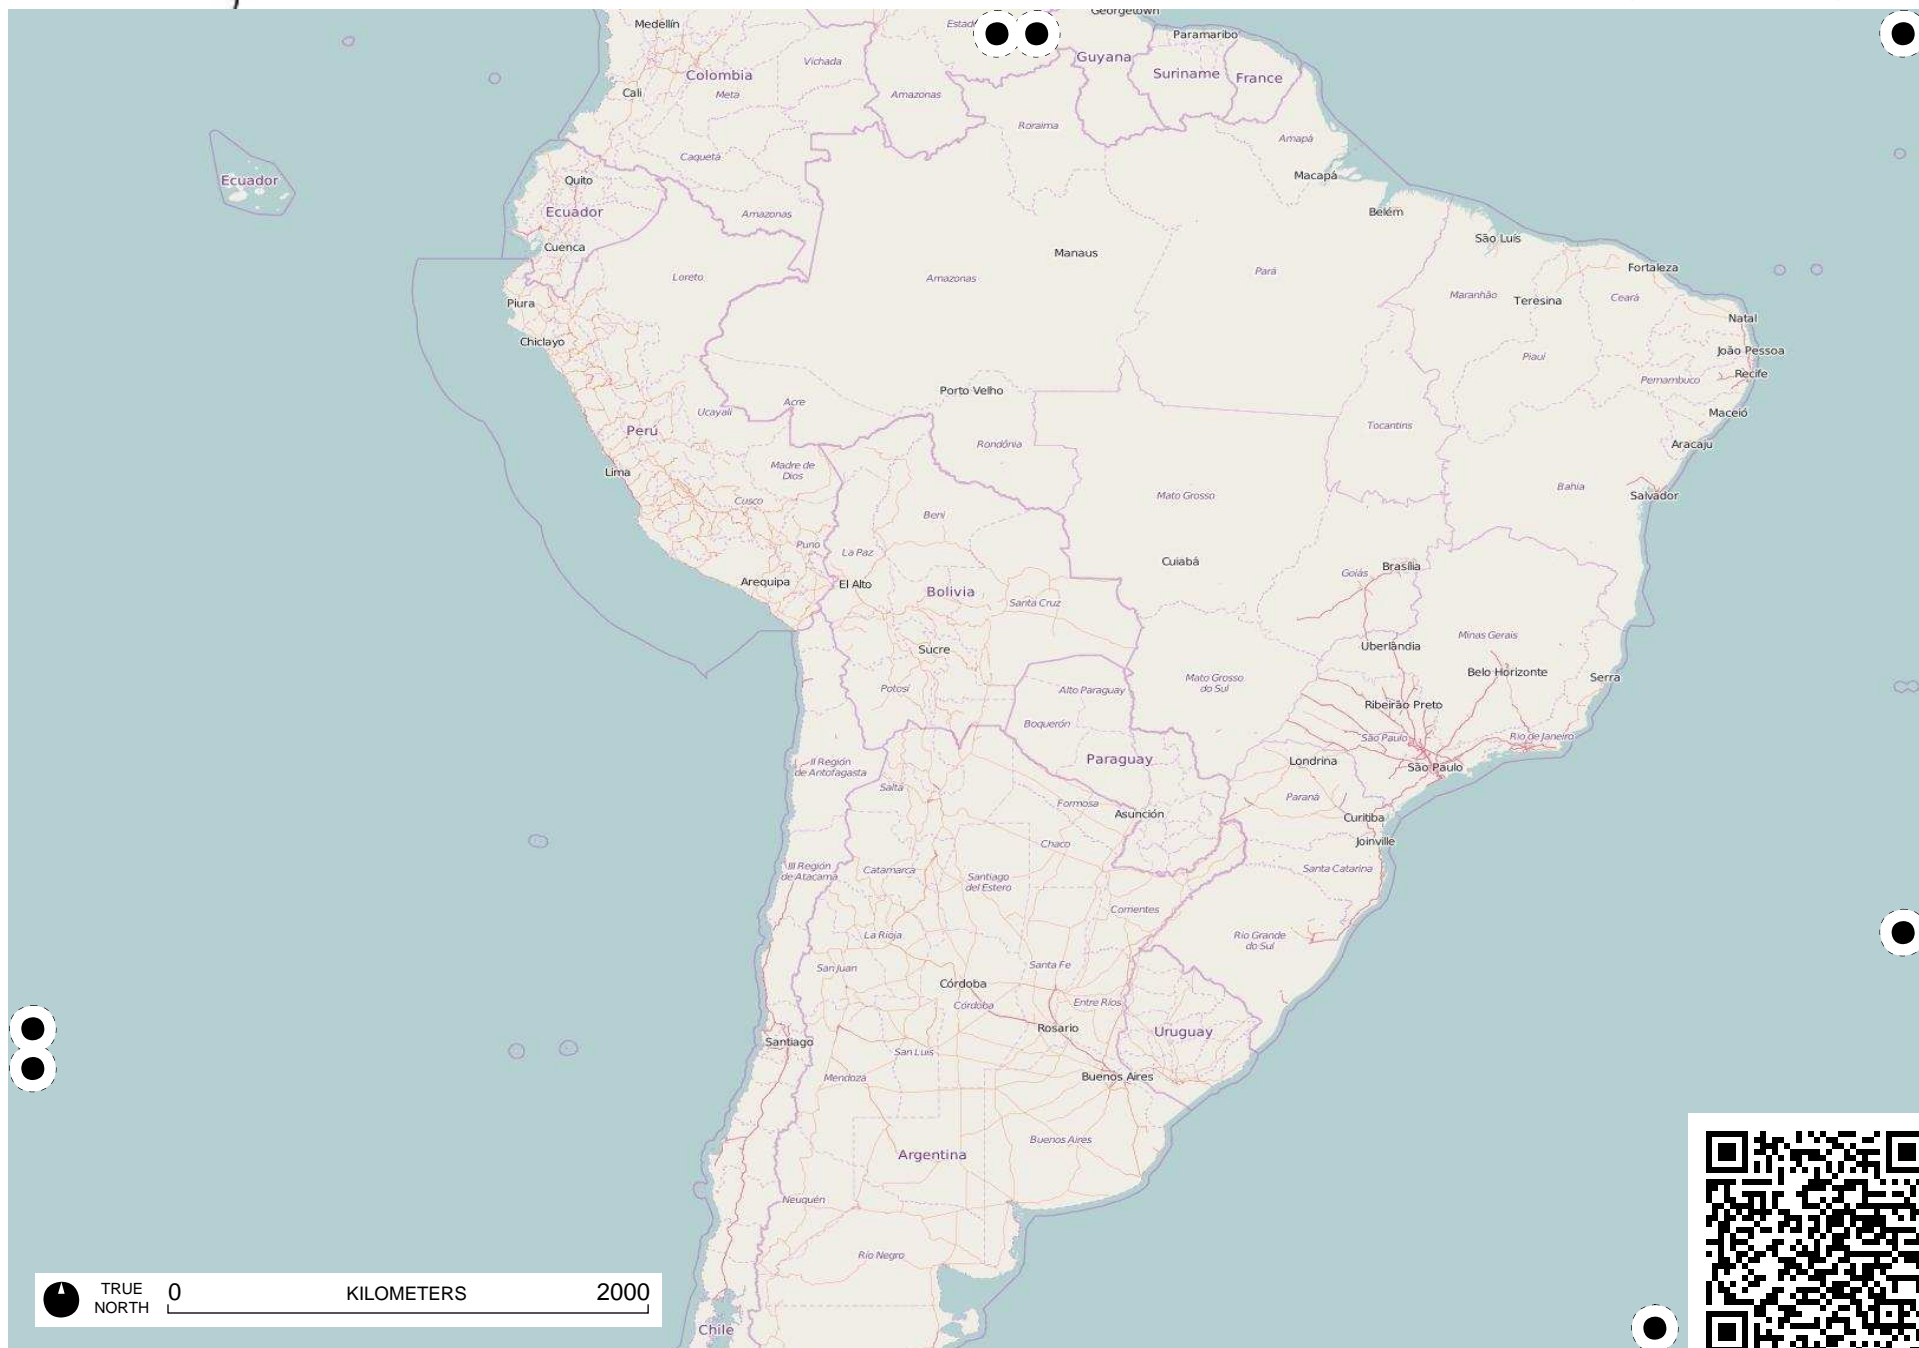 Georgetown
Medellín
Paramaribo
Guyana
Vichada
Suriname
France
Colombia
Cali
Meta
Amazonas
Roraima
Amapá
Caquetá
Macapá
Ecuador
Quito
Ecuador
Amazonas
Belém
São Luís
Cuenca
Manaus
Fortaleza
Loreto
Amazonas
Pará
Maranhão
Teresina
Ceará
Piura
Natal
Chiclayo
João Pessoa
Piauí
Recife
Pernambuco
Porto Velho
Acre
Ucayali
Maceió
Perú
Tocantins
Rondônia
Aracaju
Lima
Madre de
Dios
Cusco
Mato Grosso
Bahia
Salvador
Beni
Puno
La Paz
Cuiabá
Brasília
Goiás
Arequipa
El Alto
Bolivia
Santa Cruz
Minas Gerais
Sucre
Uberlândia
Belo Horizonte
Serra
Potosí
Alto Paraguay
Mato Grosso
do Sul
Ribeirão Preto
Boquerón
São Paulo
Rio de Janeiro
Paraguay
Londrina
São Paulo
II Región
de Antofagasta
Salta
Formosa
Paraná
Asunción
Curitiba
Joinville
Chaco
III Región
de Atacama
Catamarca
Santiago
del Estero
Santa Catarina
Corrientes
La Rioja
Rio Grande
do Sul
San Juan
Santa Fe
Córdoba
Córdoba
Entre Ríos
Rosario
Uruguay
Santiago
San Luis
Mendoza
Buenos Aires
Buenos Aires
Argentina
Neuquén
Río Negro
TRUE
NORTH
0 KILOMETERS 2000
Chile